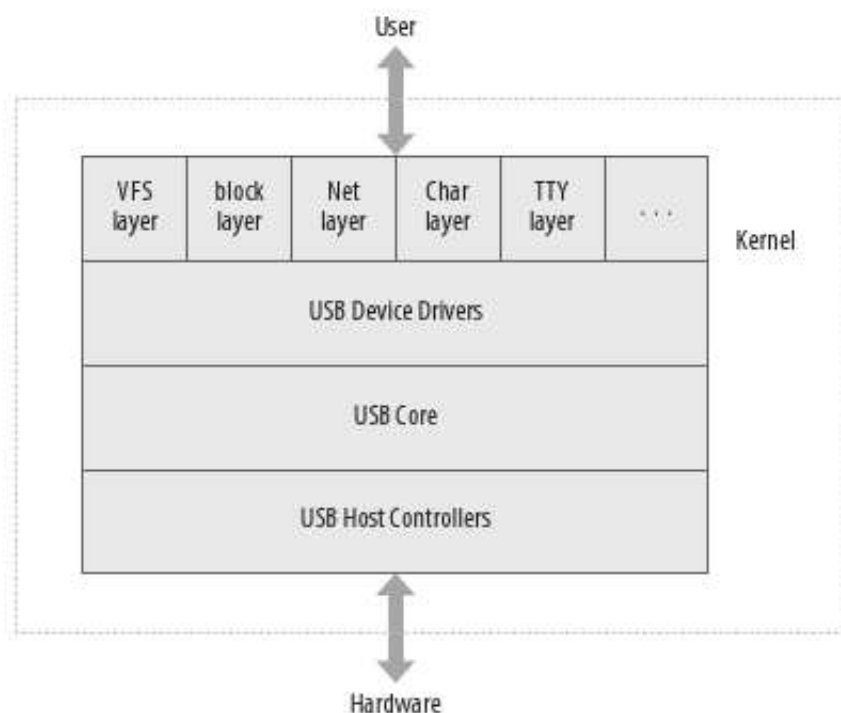 User
VFS
layer
block
layer
Net
layer
Char
layer
TTY
layer
...
Kernel
USB Device Drivers
USB Core
USB Host Controllers
Hardware